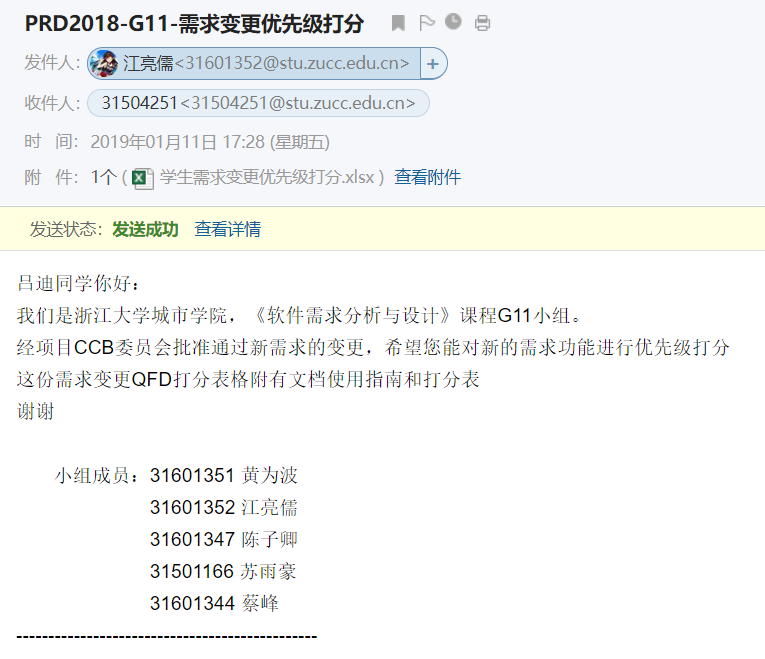 PRD2018-G11-需求变更优先级打分
发件人：江亮儒<31601352@stu.zucc.edu.cn> +
收件人：31504251<31504251@stu.zucc.edu.cn>
时 间：2019年01月11日 17:28 (星期五)
附 件：1个 ( 学生需求变更优先级打分.xlsx ) 查看附件
发送状态：发送成功 查看详情
吕迪同学你好：
我们是浙江大学城市学院，《软件需求分析与设计》课程G11小组。
经项目CCB委员会批准通过新需求的变更，希望您能对新的需求功能进行优先级打分
这份需求变更QFD打分表格附有文档使用指南和打分表
谢谢
小组成员：31601351 黄为波
31601352 江亮儒
31601347 陈子卿
31501166 苏雨豪
31601344 蔡峰
-------------------------------------------------